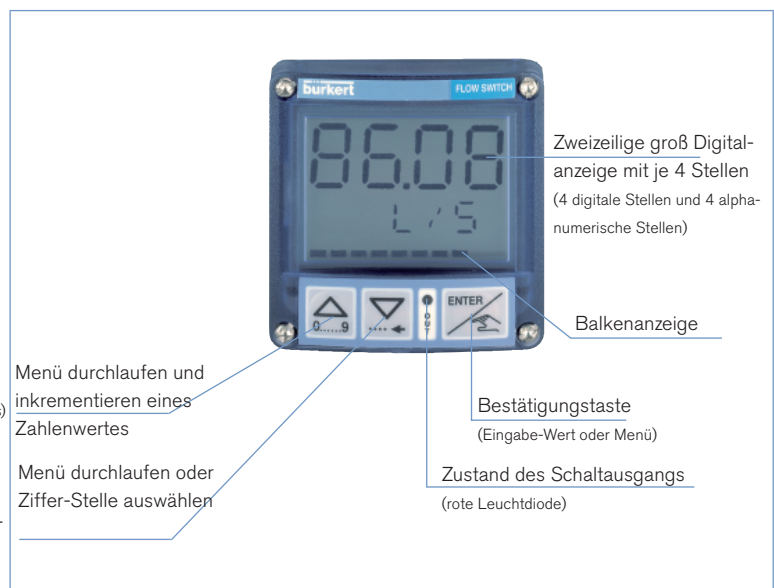 bürkert
FLOW SWITCH
86.08
L/S
0......9
....
OUT
ENTER
Zweizeilige groß Digital-
anzeige mit je 4 Stellen
(4 digitale Stellen und 4 alpha-
numerische Stellen)
Balkenanzeige
Menü durchlaufen und
inkrementieren eines
Zahlenwertes
Bestätigungstaste
(Eingabe-Wert oder Menü)
Menü durchlaufen oder
Ziffer-Stelle auswählen
Zustand des Schaltausgangs
(rote Leuchtdiode)